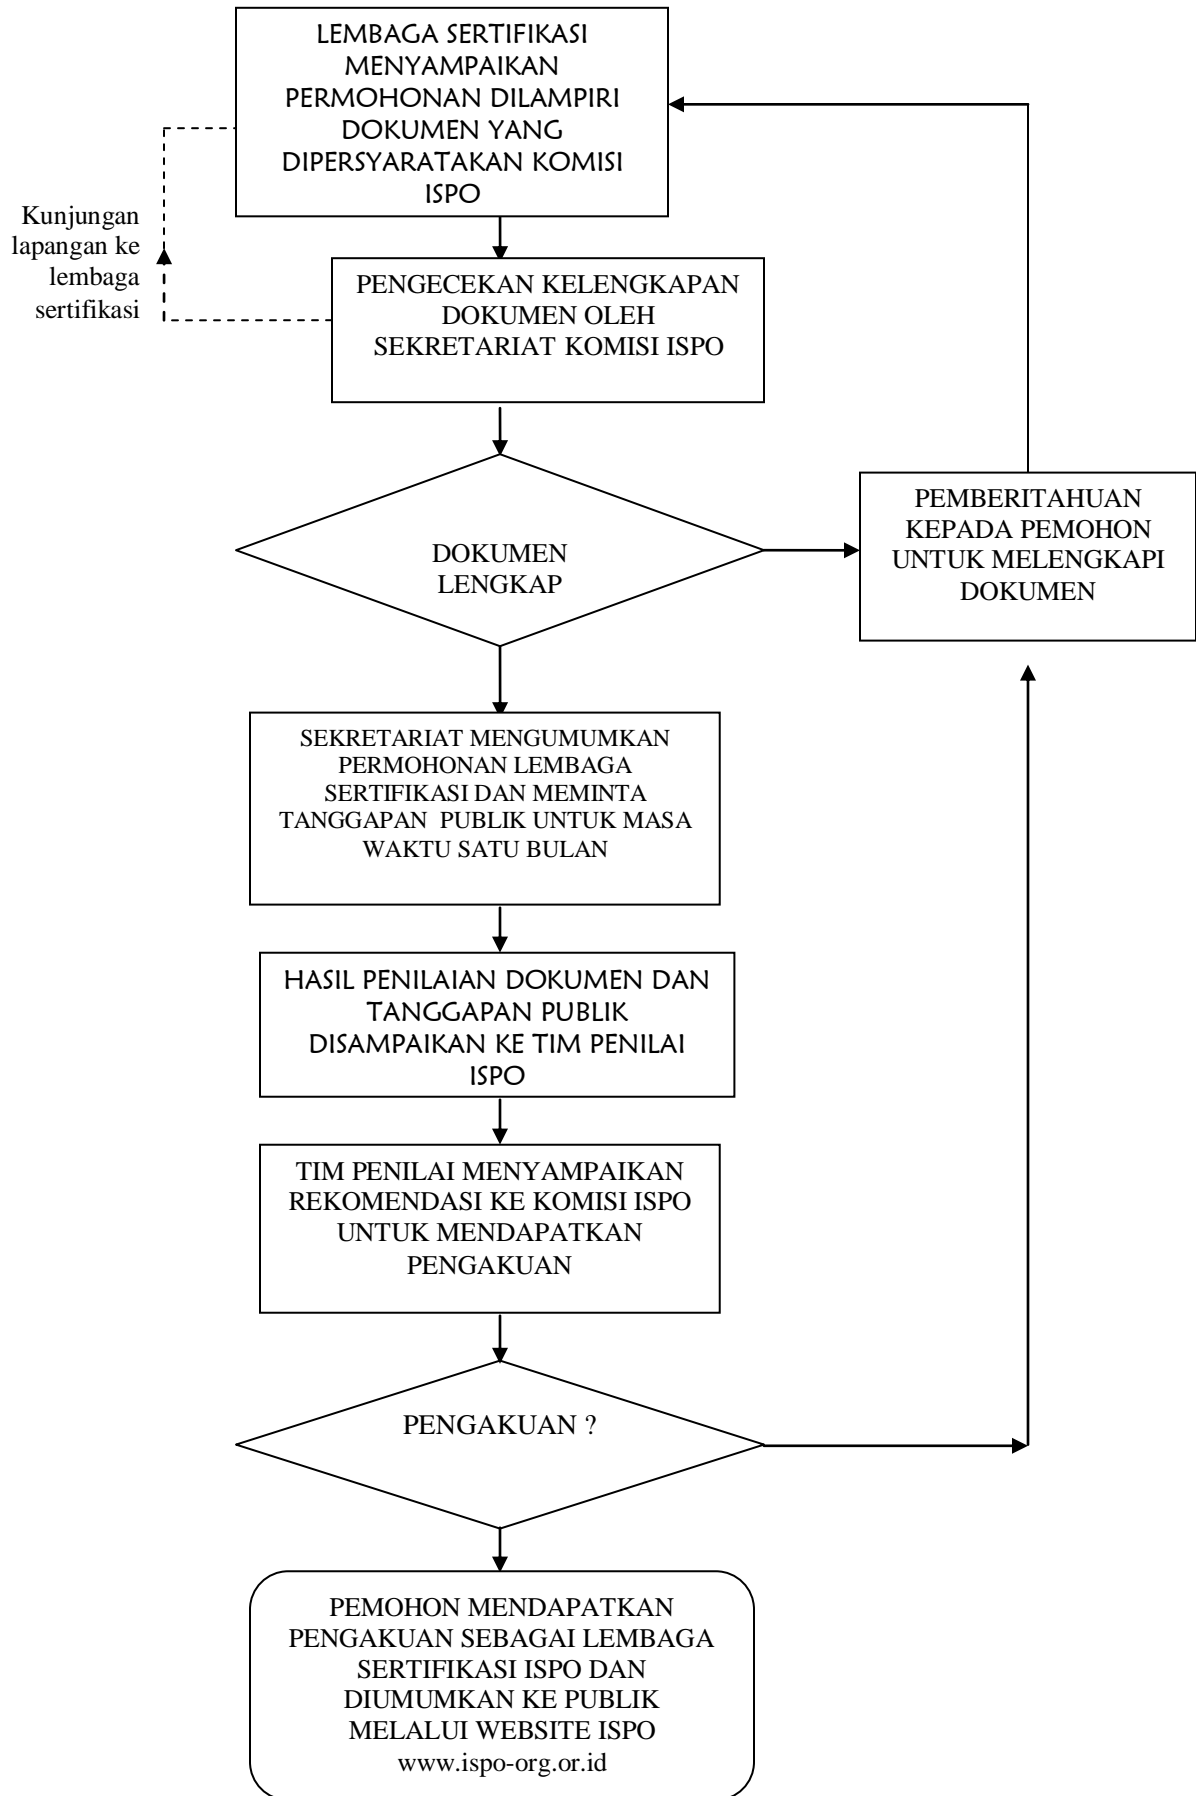 LEMBAGA SERTIFIKASI
MENYAMPAIKAN
PERMOHONAN DILAMPIRI
DOKUMEN YANG
DIPERSYARATAKAN KOMISI
ISPO
Kunjungan
lapangan ke
lembaga
sertifikasi
PENGECEKAN KELENGKAPAN
DOKUMEN OLEH
SEKRETARIAT KOMISI ISPO
DOKUMEN
LENGKAP
PEMBERITAHUAN
KEPADA PEMOHON
UNTUK MELENGKAPI
DOKUMEN
SEKRETARIAT MENGUMUMKAN
PERMOHONAN LEMBAGA
SERTIFIKASI DAN MEMINTA
TANGGAPAN  PUBLIK UNTUK MASA
WAKTU SATU BULAN
HASIL PENILAIAN DOKUMEN DAN
TANGGAPAN PUBLIK
DISAMPAIKAN KE TIM PENILAI
ISPO
TIM PENILAI MENYAMPAIKAN
REKOMENDASI KE KOMISI ISPO
UNTUK MENDAPATKAN
PENGAKUAN
PENGAKUAN ?
PEMOHON MENDAPATKAN
PENGAKUAN SEBAGAI LEMBAGA
SERTIFIKASI ISPO DAN
DIUMUMKAN KE PUBLIK
MELALUI WEBSITE ISPO
www.ispo-org.or.id